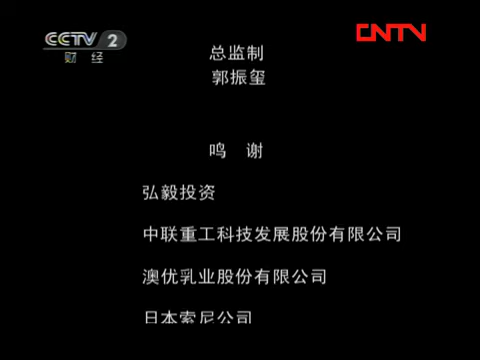 CCTV 2
财经
CNTV
总监制
郭振玺
鸣 谢
弘毅投资
中联重工科技发展股份有限公司
澳优乳业股份有限公司
日本索尼公司